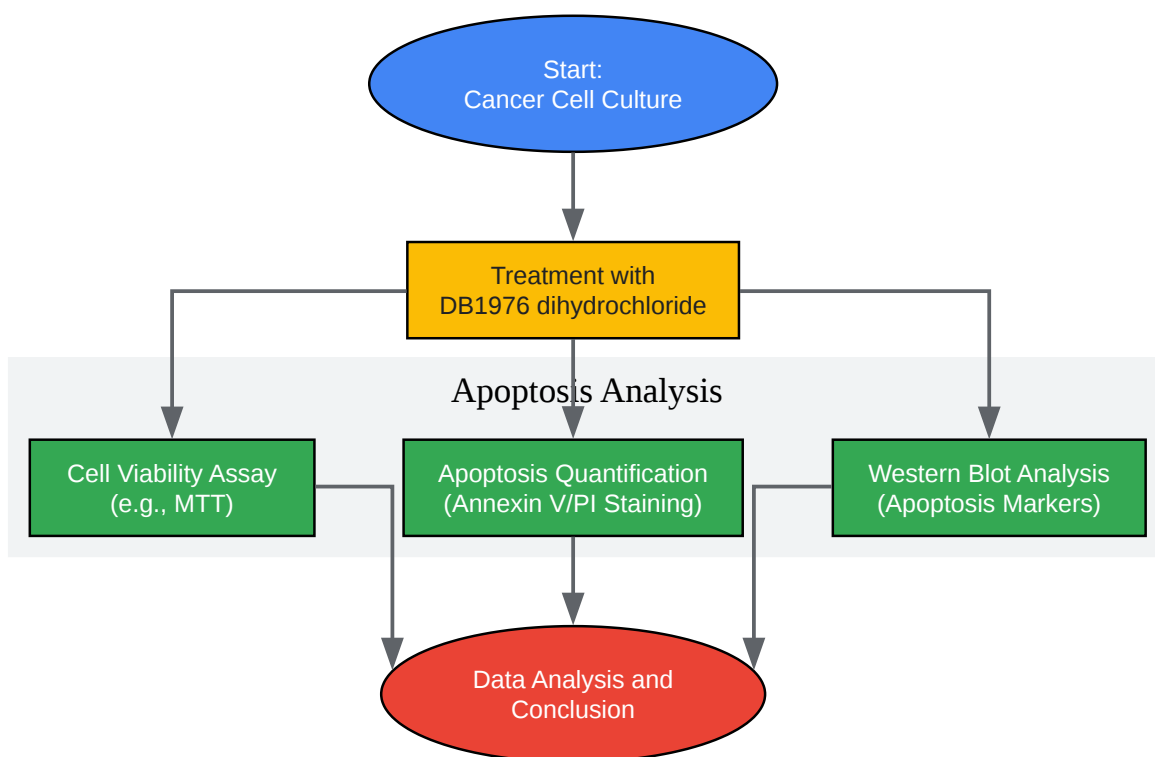 Start:
Cancer Cell Culture
Treatment with
DB1976 dihydrochloride
Apoptosis Analysis
Cell Viability Assay
(e.g., MTT)
Apoptosis Quantification
(Annexin V/PI Staining)
Western Blot Analysis
(Apoptosis Markers)
Data Analysis and
Conclusion